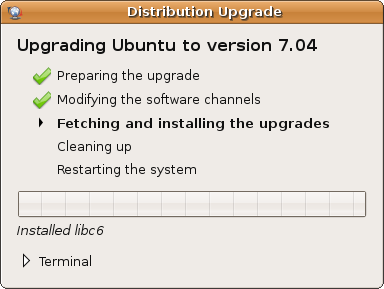 Distribution Upgrade
Upgrading Ubuntu to version 7.04
Preparing the upgrade
Modifying the software channels
Fetching and installing the upgrades
Cleaning up
Restarting the system
Installed libc6
Terminal